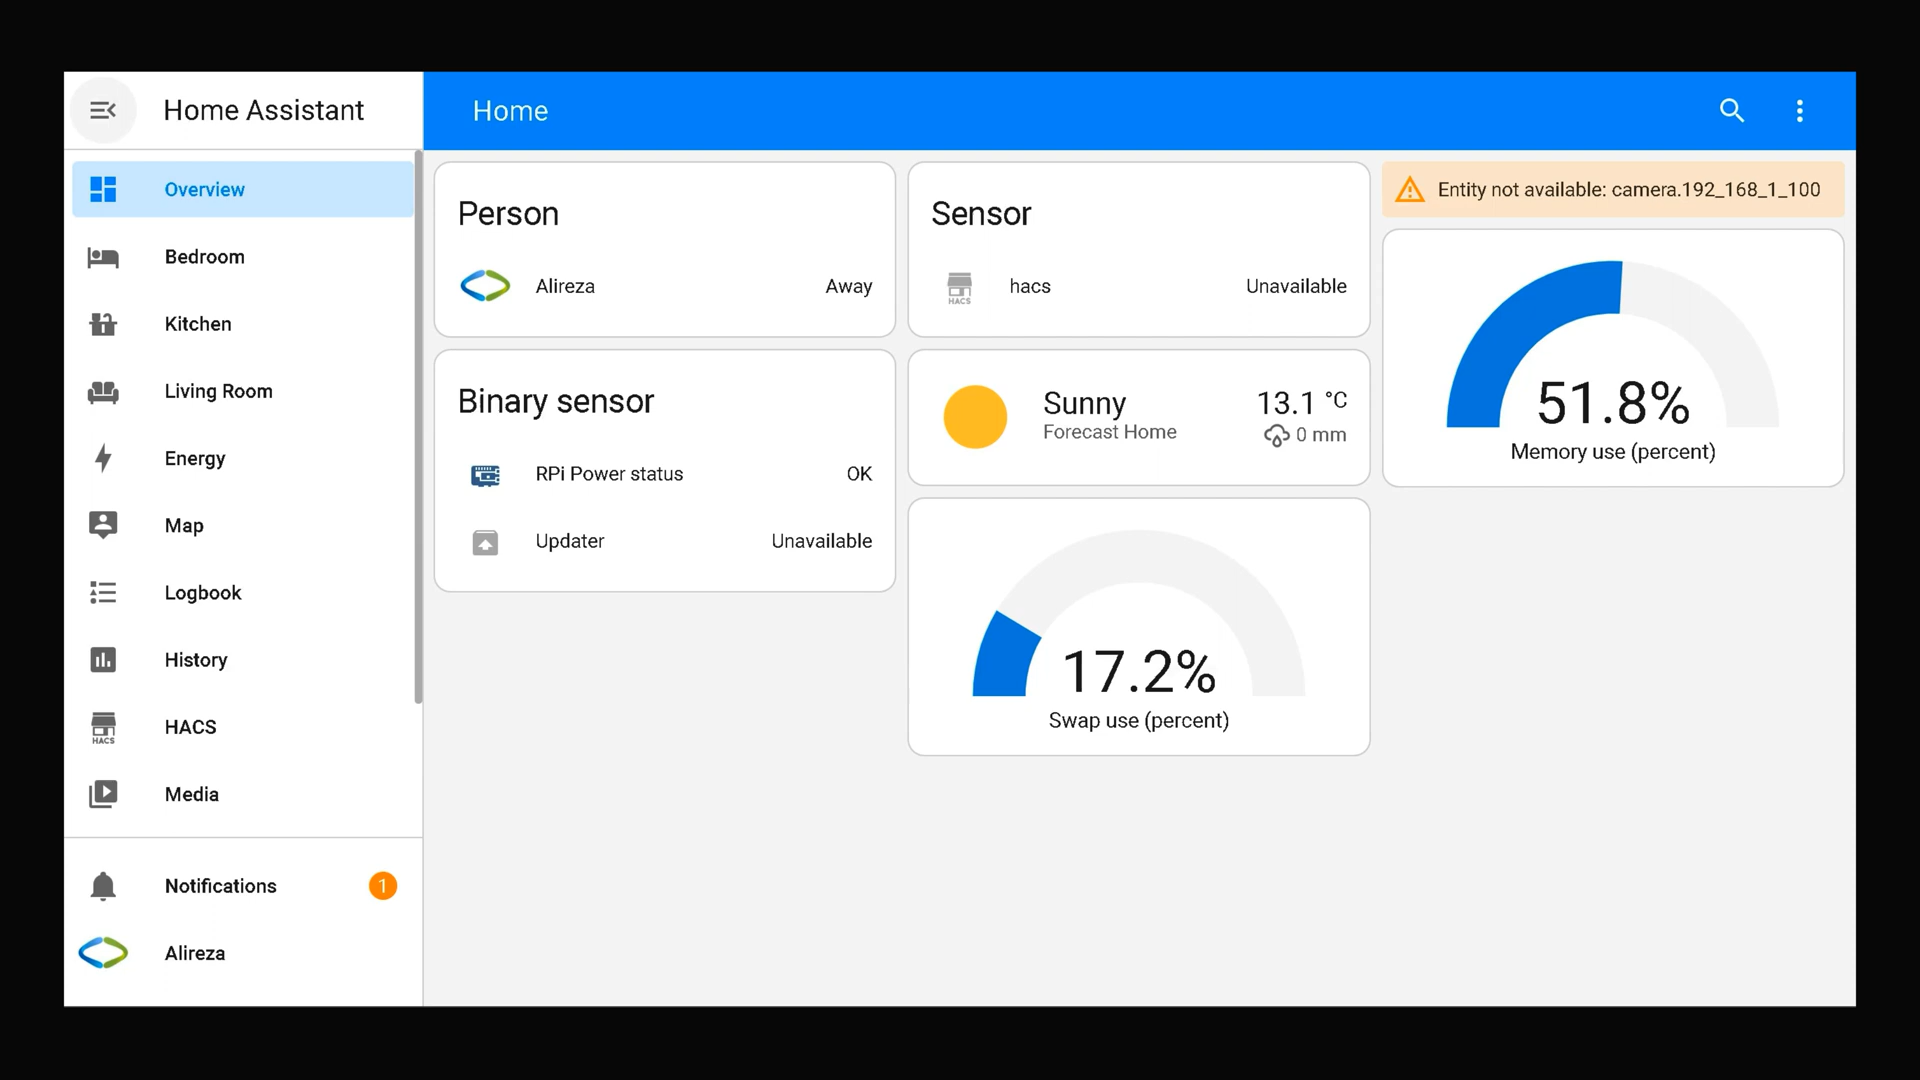 Home Assistant
Home
Overview
Bedroom
Kitchen
Living Room
Energy
Map
Logbook
History
HACS
HACS
Media
Notifications
1
Alireza
Person
Alireza
Away
Binary sensor
RPi Power status
OK
Updater
Unavailable
Sensor
HACS
hacs
Unavailable
Sunny
13.1 °C
Forecast Home
0 mm
17.2%
Swap use (percent)
Entity not available: camera.192_168_1_100
51.8%
Memory use (percent)